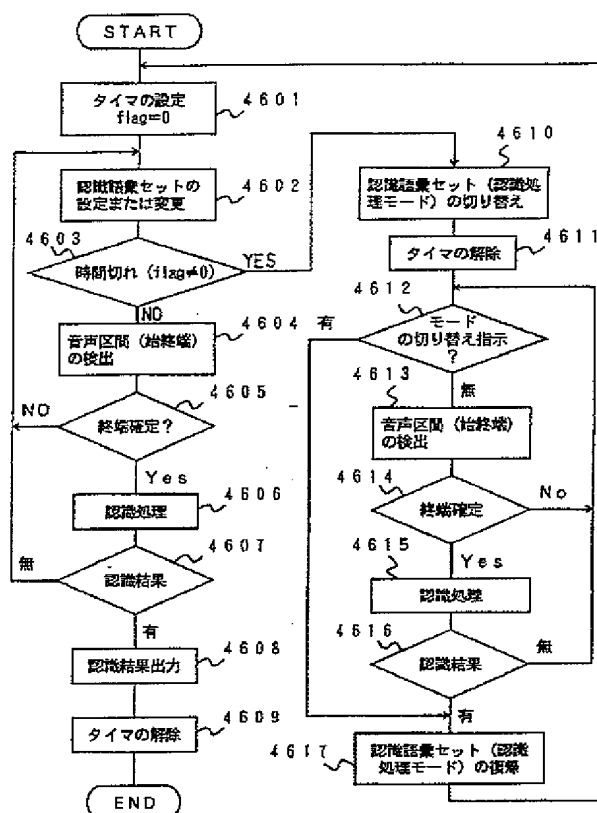 START
タイマの設定
flag=0
4601
認識語彙セットの
設定または変更
4602
4603
時間切れ (flag≠0)
YES
NO
音声区間 (始終端)
の検出
4604
4605
終端確定?
NO
Yes
認識処理
4606
4607
認識結果
無
有
認識結果出力
4608
タイマの解除
4609
END
4610
認識語彙セット (認識処
理モード) の切り替え
タイマの解除
4611
4612
モード
の切り替え指示
?
有
無
4613
音声区間 (始終端)
の検出
4614
終端確定
No
Yes
4615
認識処理
4616
認識結果
無
有
4617
認識語彙セット (認識
処理モード) の復帰